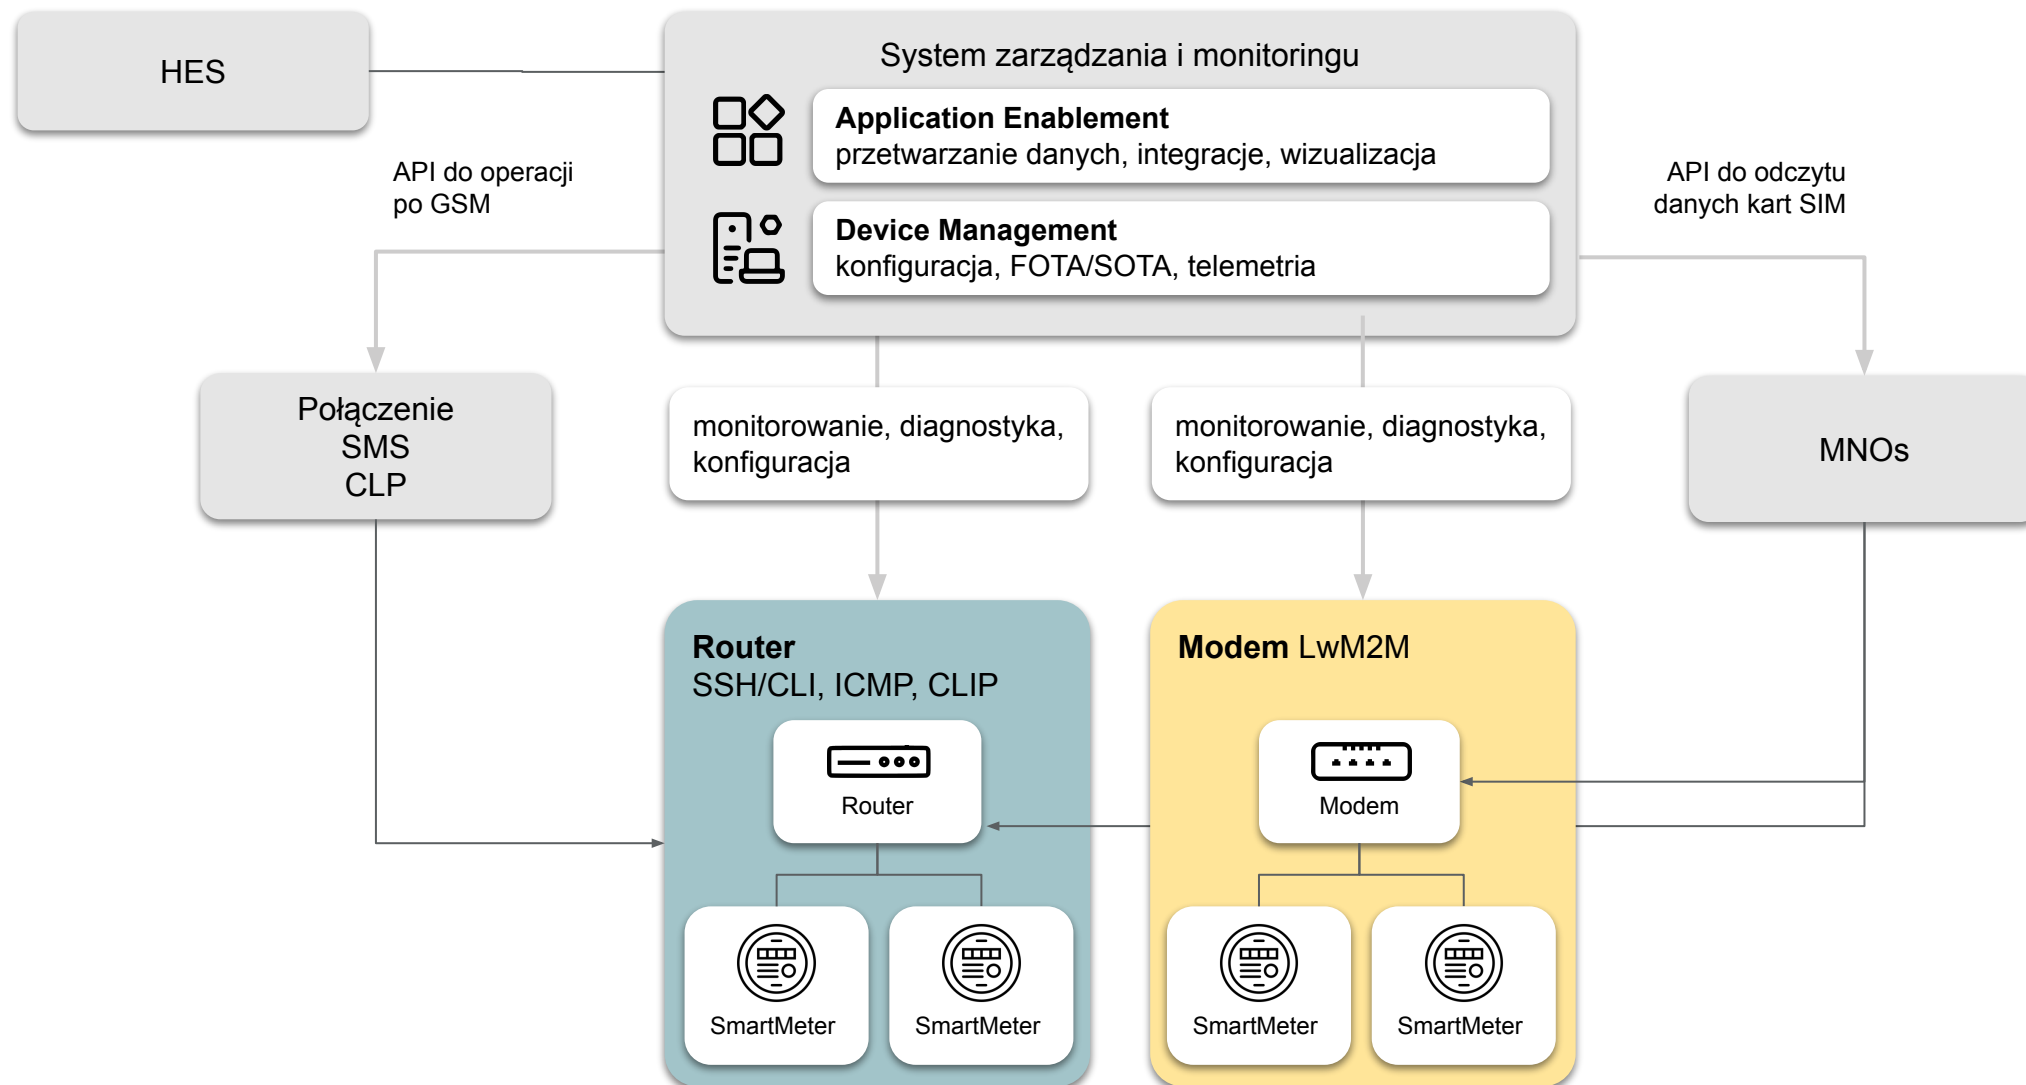 HES
System zarządzania i monitoringu
Application Enablement
przetwarzanie danych, integracje, wizualizacja
Device Management
konfiguracja, FOTA/SOTA, telemetria
API do operacji
po GSM
API do odczytu
danych kart SIM
Połączenie
SMS
CLP
monitorowanie, diagnostyka,
konfiguracja
monitorowanie, diagnostyka,
konfiguracja
MNOs
Router
SSH/CLI, ICMP, CLIP
Router
SmartMeter
SmartMeter
Modem LwM2M
Modem
SmartMeter
SmartMeter